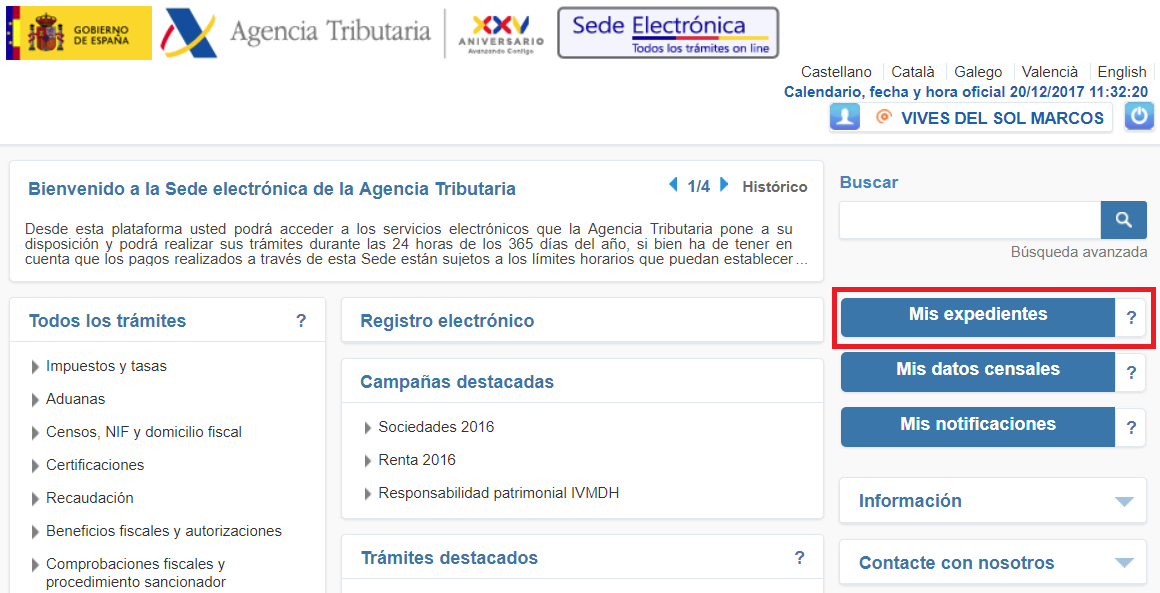 GOBIERNO
DE ESPAÑA
Agencia Tributaria
XXV
ANIVERSARIO
Avanzando Contigo
Sede Electrónica
Todos los trámites on line
Castellano Català Galego Valencià English
Calendario, fecha y hora oficial 20/12/2017 11:32:20
VIVES DEL SOL MARCOS
Bienvenido a la Sede electrónica de la Agencia Tributaria
1/4 Histórico
Desde esta plataforma usted podrá acceder a los servicios electrónicos que la Agencia Tributaria pone a su
disposición y podrá realizar sus trámites durante las 24 horas de los 365 días del año, si bien ha de tener en
cuenta que los pagos realizados a través de esta Sede están sujetos a los límites horarios que puedan establecer ...
Buscar
Búsqueda avanzada
Todos los trámites ?
Impuestos y tasas
Aduanas
Censos, NIF y domicilio fiscal
Certificaciones
Recaudación
Beneficios fiscales y autorizaciones
Comprobaciones fiscales y
procedimiento sancionador
Registro electrónico
Campañas destacadas
Sociedades 2016
Renta 2016
Responsabilidad patrimonial IVMDH
Trámites destacados ?
Mis expedientes ?
Mis datos censales ?
Mis notificaciones ?
Información
Contacte con nosotros